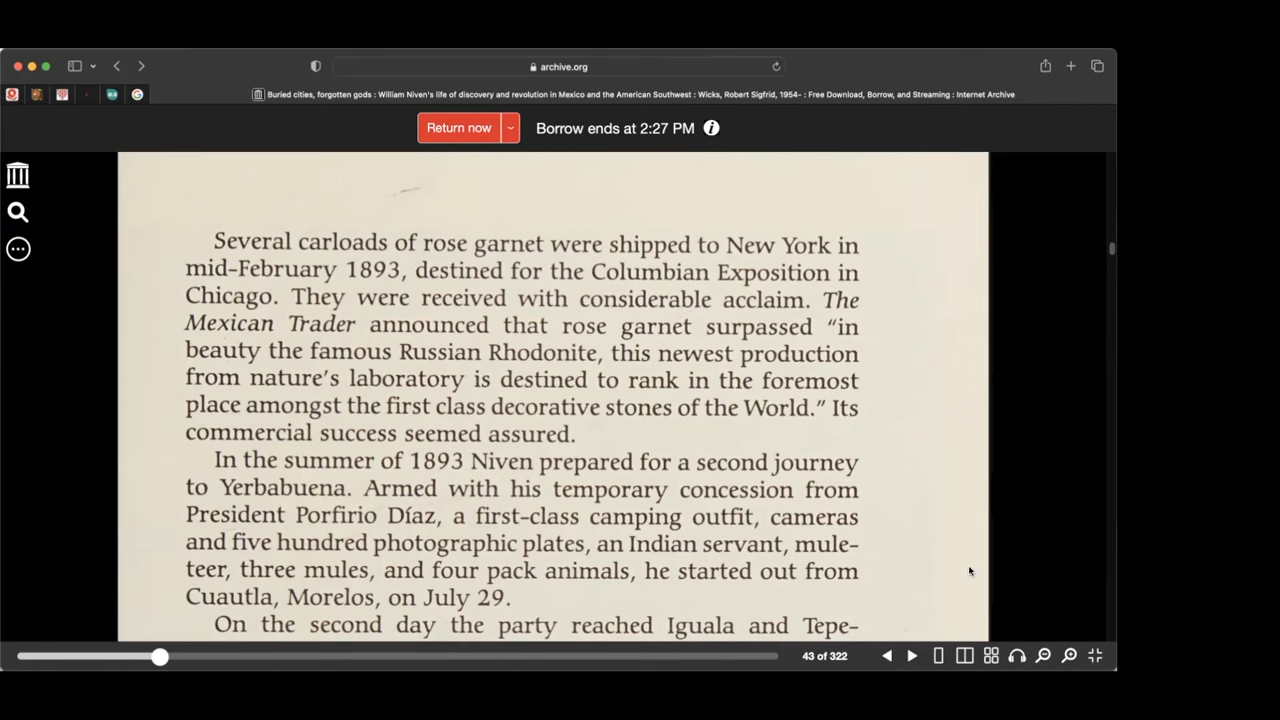 archive.org
Buried cities, forgotten gods : William Niven's life of discovery and revolution in Mexico and the American Southwest : Wicks, Robert Sigfrid, 1954- : Free Download, Borrow, and Streaming : Internet Archive
Return now
Borrow ends at 2:27 PM
Several carloads of rose garnet were shipped to New York in
mid-February 1893, destined for the Columbian Exposition in
Chicago. They were received with considerable acclaim. The
Mexican Trader announced that rose garnet surpassed “in
beauty the famous Russian Rhodonite, this newest production
from nature’s laboratory is destined to rank in the foremost
place amongst the first class decorative stones of the World.” Its
commercial success seemed assured.
In the summer of 1893 Niven prepared for a second journey
to Yerbabuena. Armed with his temporary concession from
President Porfirio Díaz, a first-class camping outfit, cameras
and five hundred photographic plates, an Indian servant, mule-
teer, three mules, and four pack animals, he started out from
Cuautla, Morelos, on July 29.
On the second day the party reached Iguala and Tepe-
43 of 322